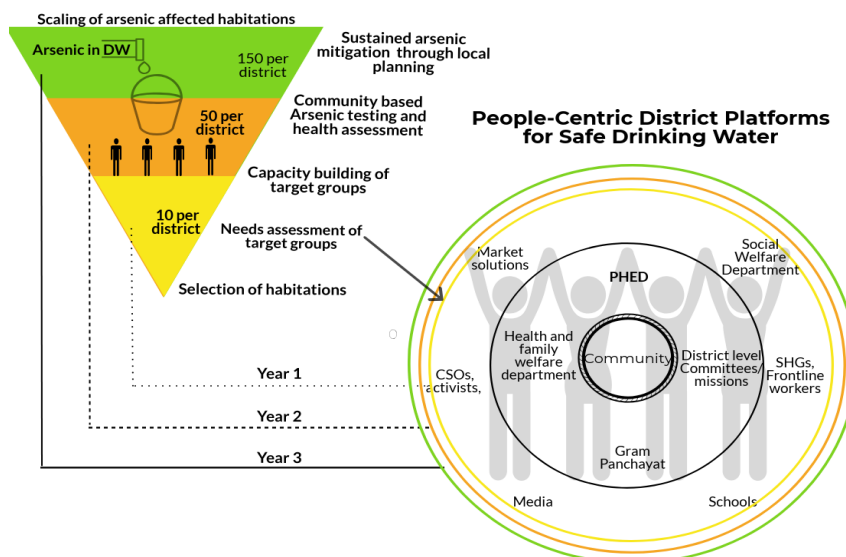 Scaling of arsenic affected habitations
Arsenic in DW
150 per
district
Sustained arsenic
mitigation through local
planning
50 per
district
Community based
Arsenic testing and
health assessment
Capacity building of
target groups
10 per
district
Needs assessment of
target groups
Selection of habitations
Year 1
Year 2
Year 3
People-Centric District Platforms
for Safe Drinking Water
Market
solutions
PHED
Social
Welfare
Department
Health and
family
welfare
department
Community
District level
Committees/
missions
CSOs,
activists,
SHGs,
Frontline
workers
Gram
Panchayat
Media
Schools